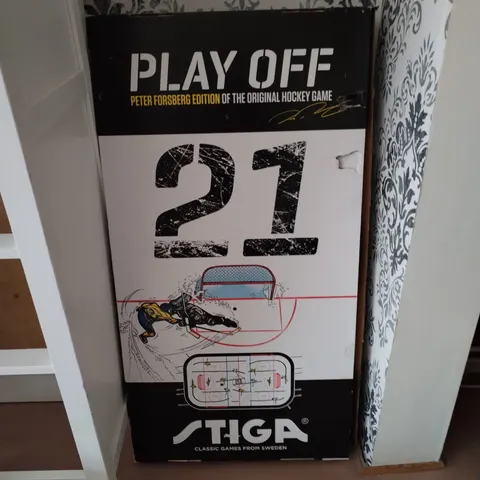 PLAY OFF
PETER FORSBERG EDITION OF THE ORIGINAL HOCKEY GAME
21
STIGA®
CLASSIC GAMES FROM SWEDEN